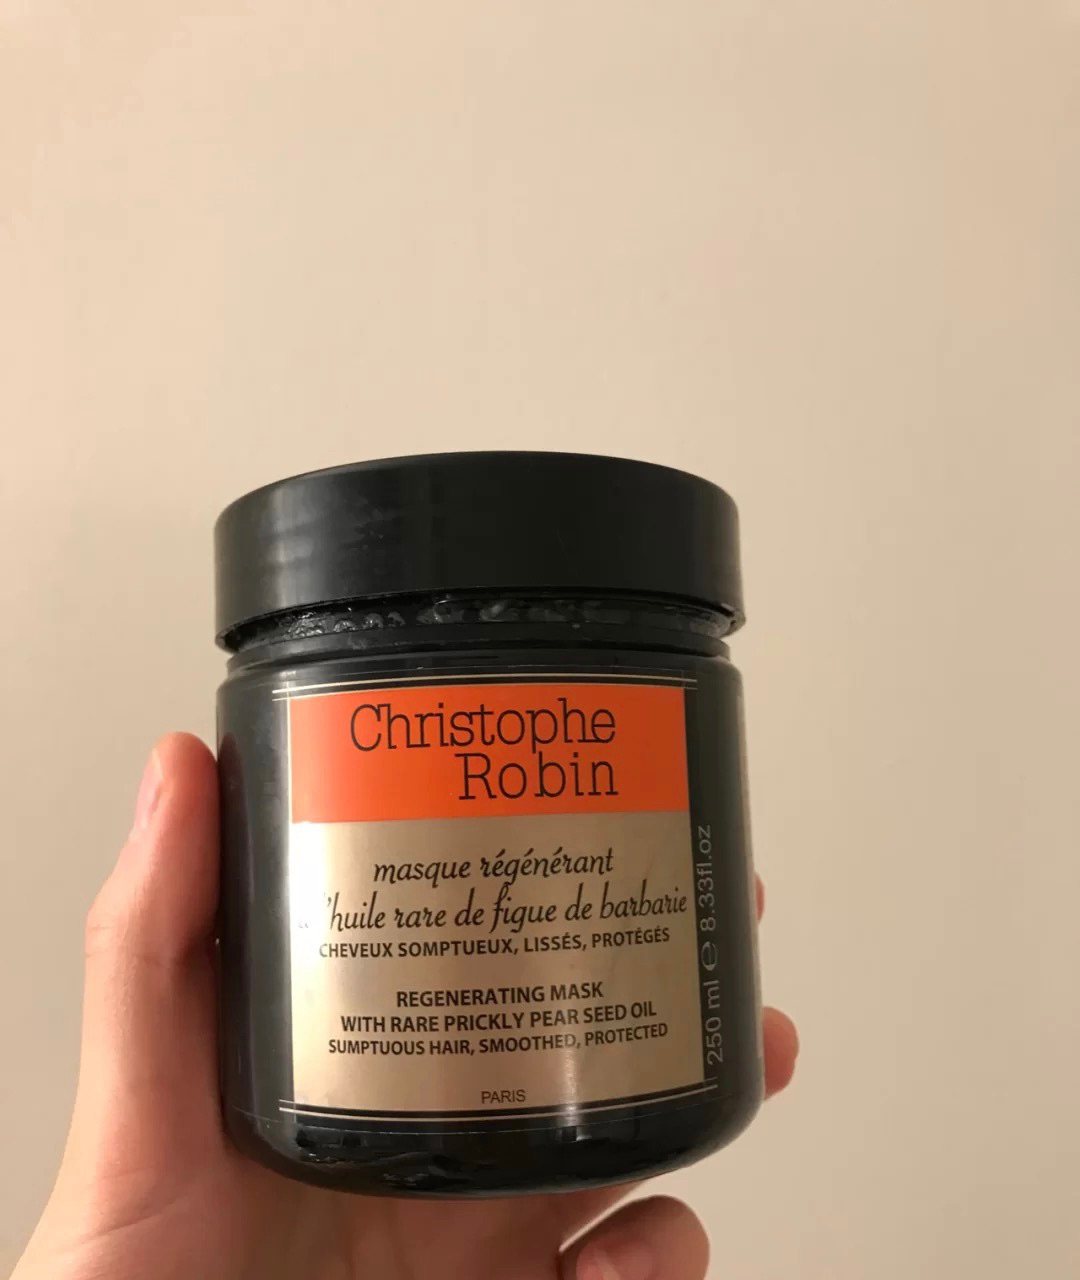 Christophe
Robin
masque régénérant
l'huile rare de figue de barbarie
CHEVEUX SOMPTUEUX, LISSÉS, PROTÉGÉS
REGENERATING MASK
WITH RARE PRICKLY PEAR SEED OIL
SUMPTUOUS HAIR, SMOOTHED, PROTECTED
PARIS
250 ml ℮ 8.33fl.oz